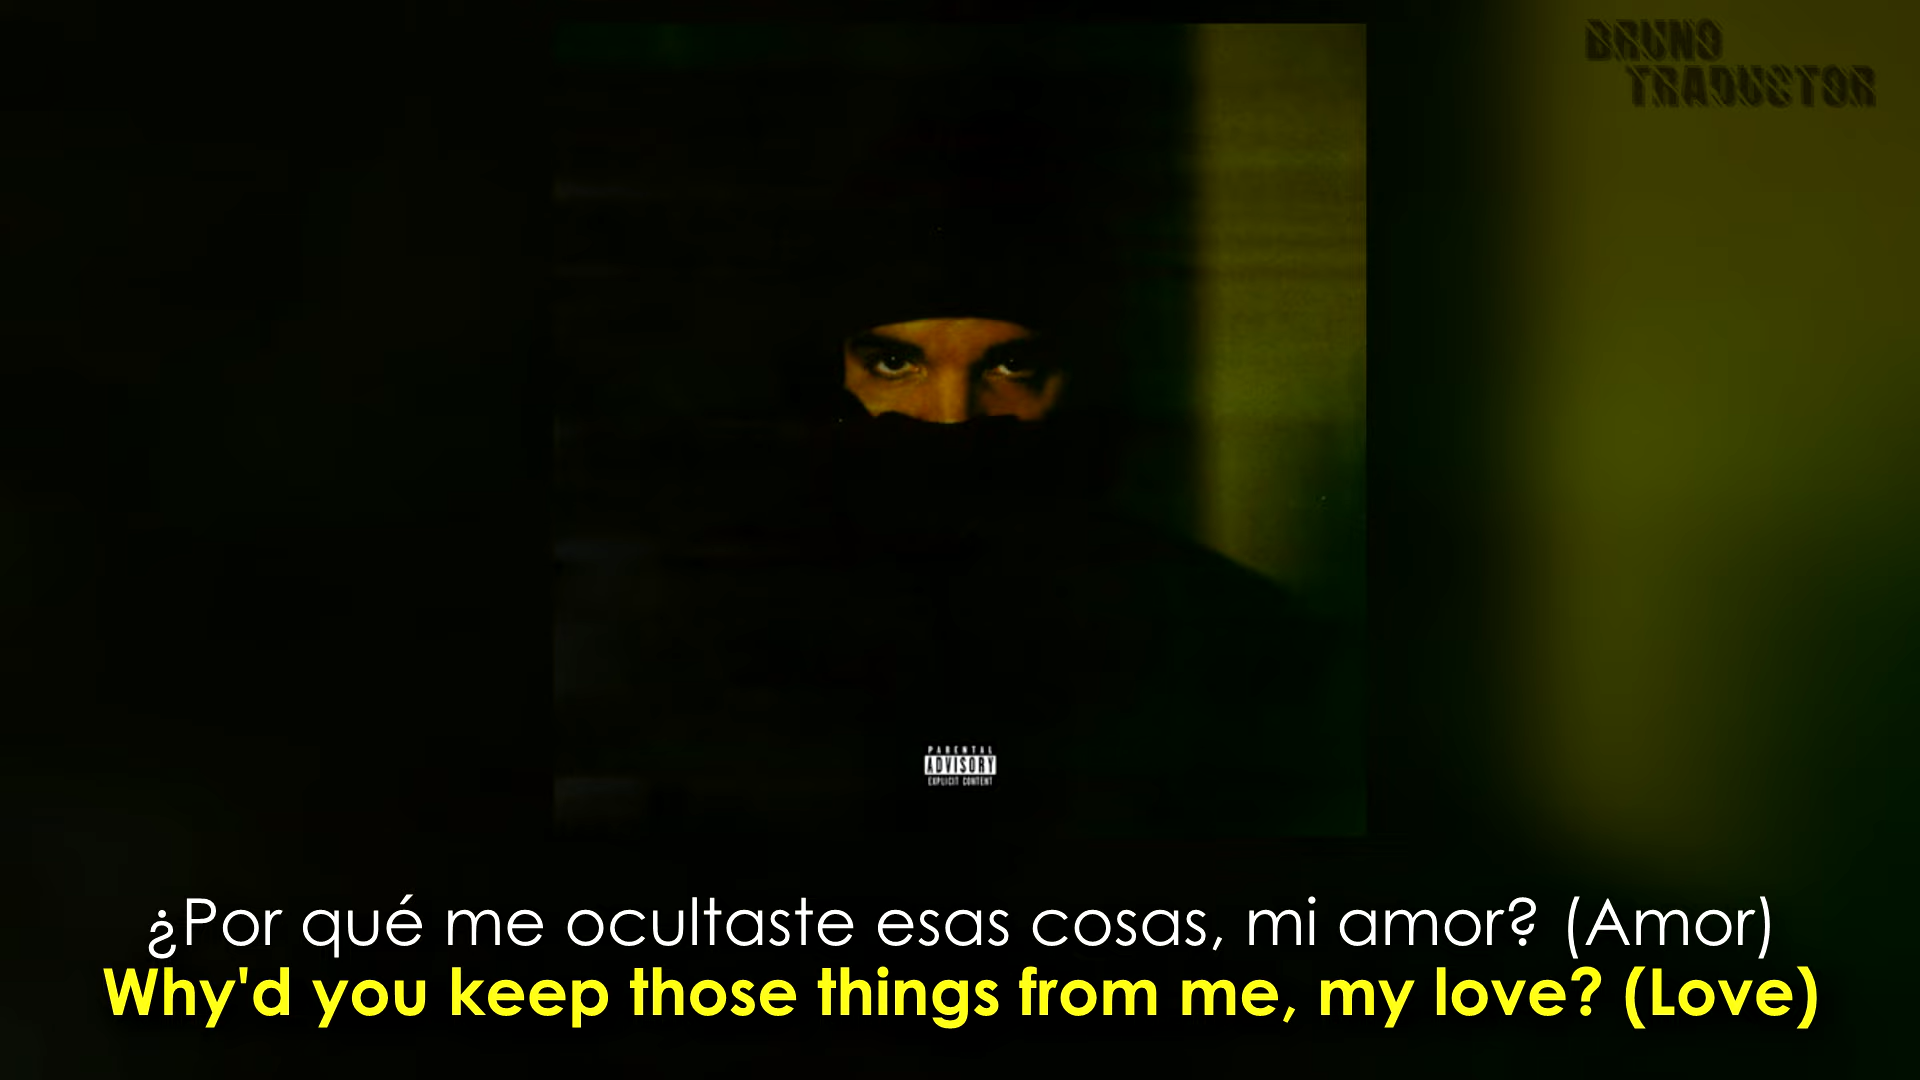 BRUNO
TRADUCTOR
PARENTAL
ADVISORY
EXPLICIT CONTENT
¿Por qué me ocultaste esas cosas, mi amor? (Amor)
Why'd you keep those things from me, my love? (Love)